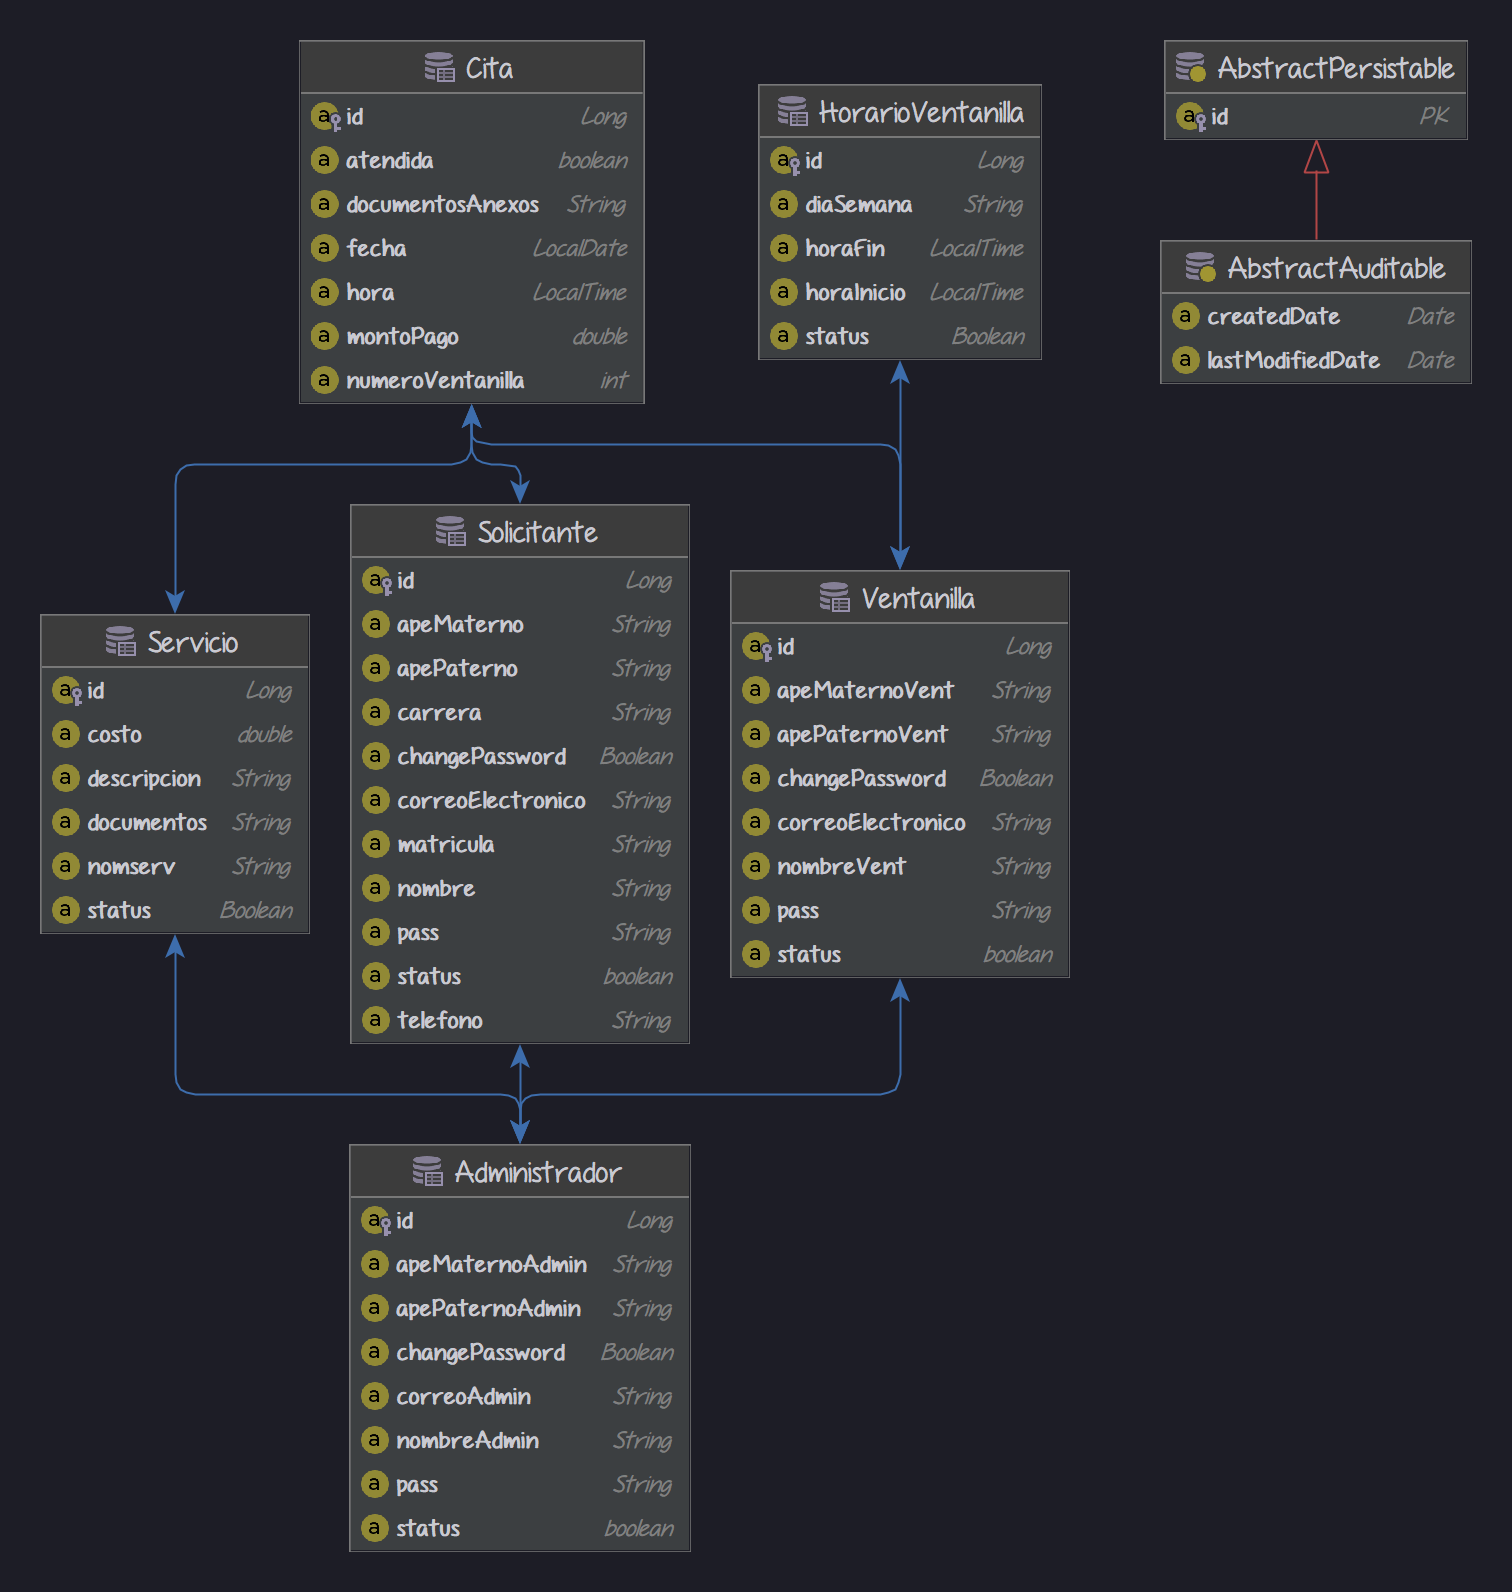 Cita
id Long
atendida boolean
documentosAnexos String
fecha LocalDate
hora LocalTime
montoPago double
numeroVentanilla int
HorarioVentanilla
id Long
diaSemana String
horaFin LocalTime
horaInicio LocalTime
status Boolean
AbstractPersistable
id PK
AbstractAuditable
createdDate Date
lastModifiedDate Date
Servicio
id Long
costo double
descripcion String
documentos String
nomserv String
status Boolean
Solicitante
id Long
apeMaterno String
apePaterno String
carrera String
changePassword Boolean
correoElectronico String
matricula String
nombre String
pass String
status boolean
telefono String
Ventanilla
id Long
apeMaternoVent String
apePaternoVent String
changePassword Boolean
correoElectronico String
nombreVent String
pass String
status boolean
Administrador
id Long
apeMaternoAdmin String
apePaternoAdmin String
changePassword Boolean
correoAdmin String
nombreAdmin String
pass String
status boolean